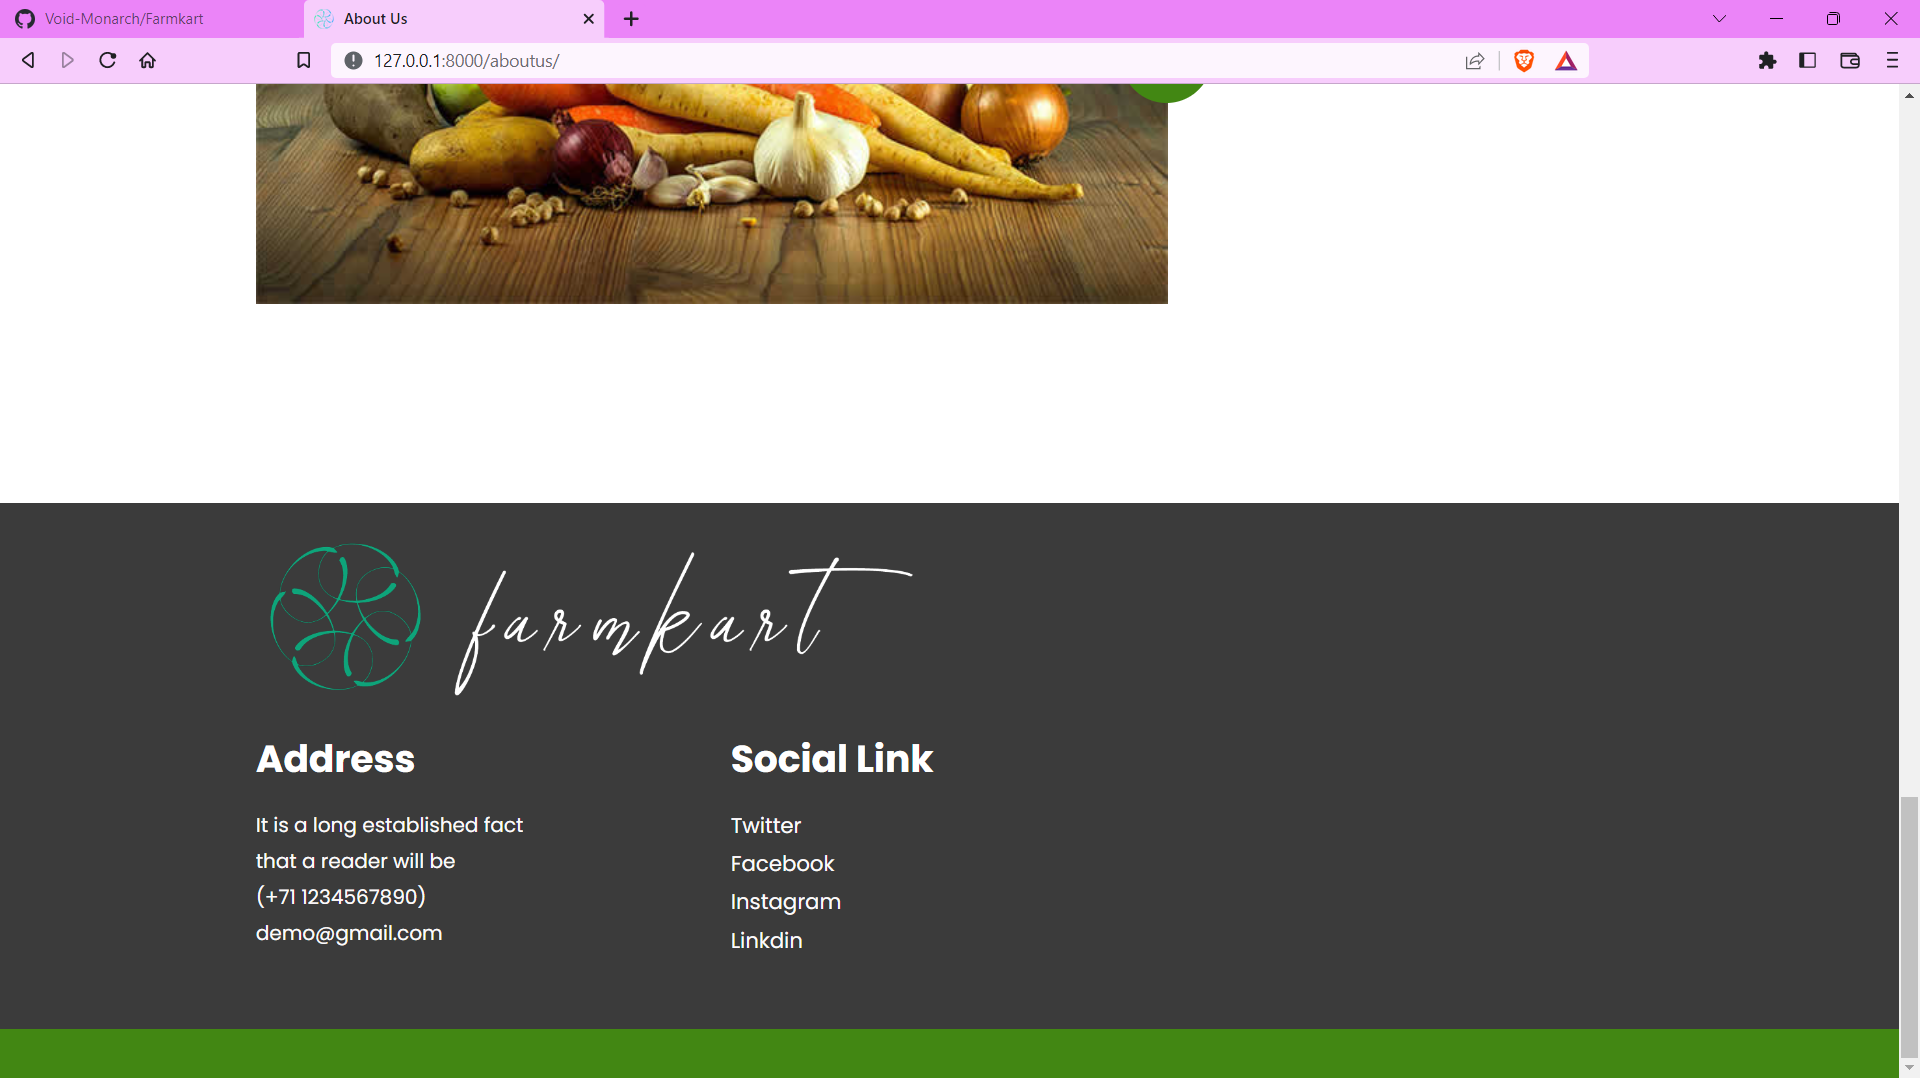 Void-Monarch/Farmkart
About Us
127.0.0.1:8000/aboutus/
farmkart
Address
Social Link
It is a long established fact
that a reader will be
(+71 1234567890)
demo@gmail.com
Twitter
Facebook
Instagram
Linkdin